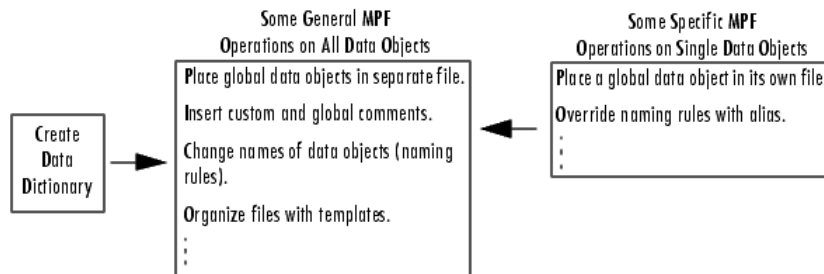 Some General MPF
Operations on All Data Objects
Place global data objects in separate file.
Insert custom and global comments.
Change names of data objects (naming
rules).
Organize files with templates.
Some Specific MPF
Operations on Single Data Objects
Place a global data object in its own file
Override naming rules with alias.
Create
Data
Dictionary